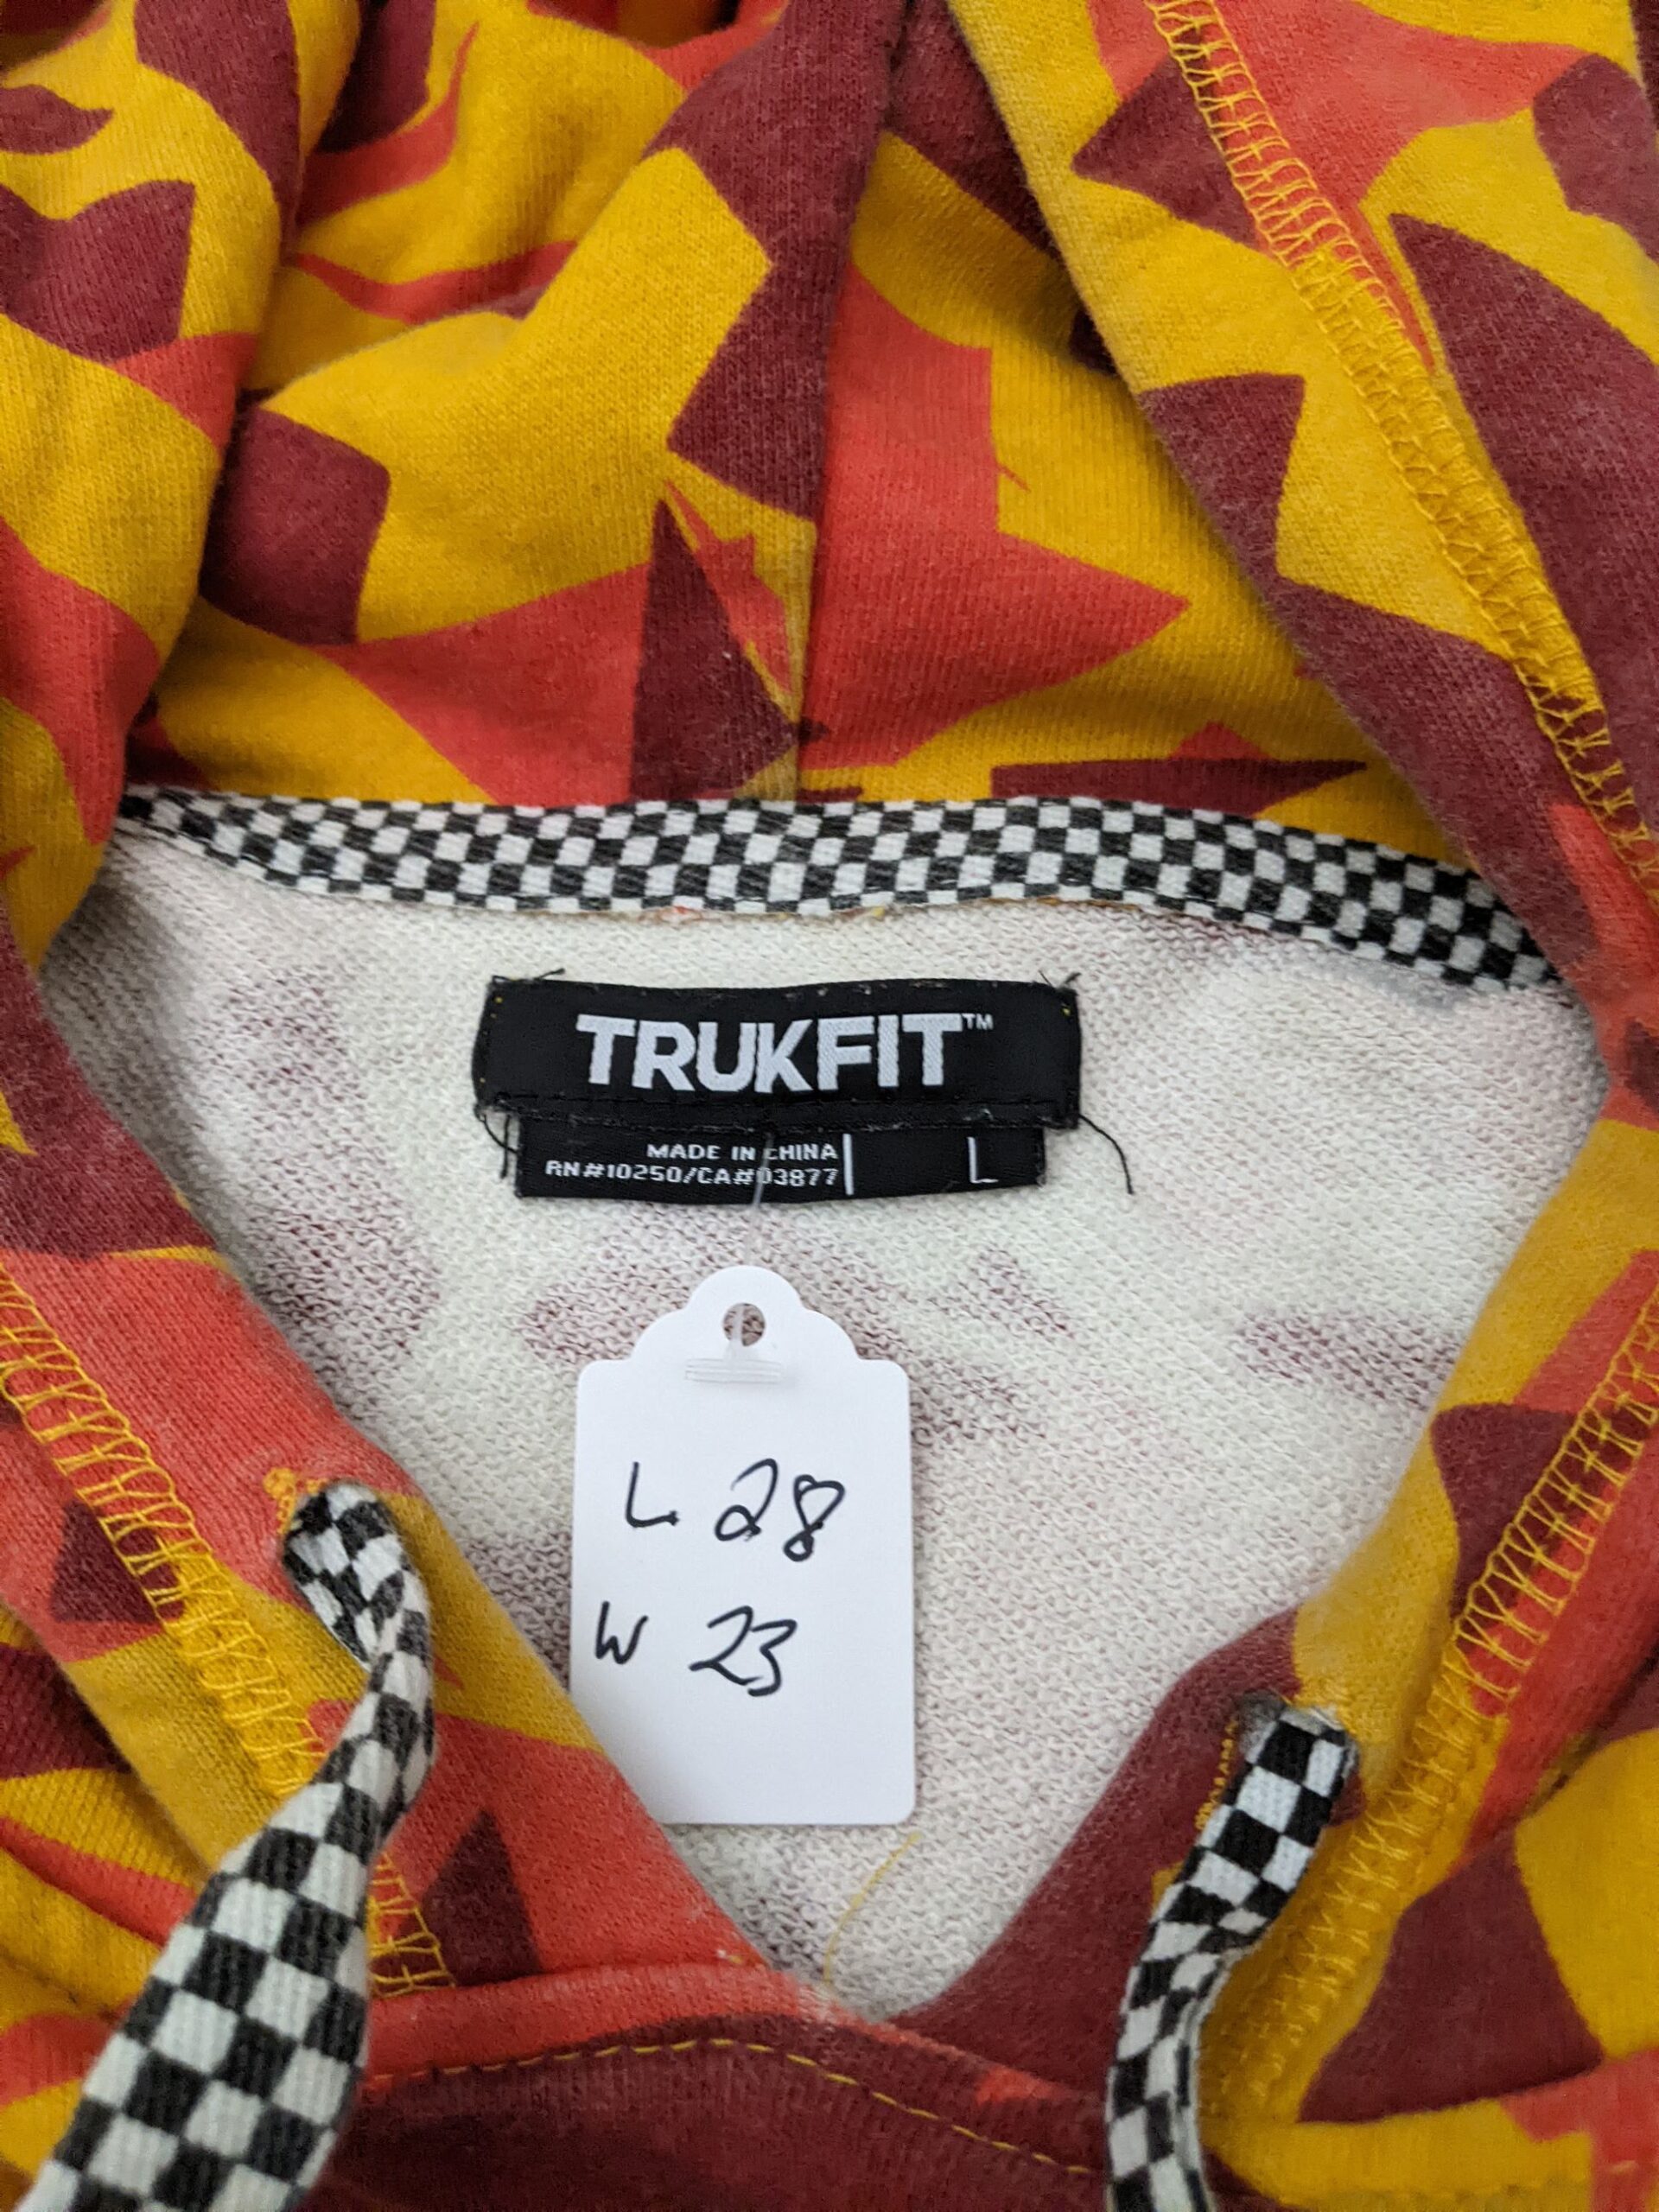 TRUKFIT™
MADE IN CHINA
RN#10250/CA#03877
L
L 28
W 23